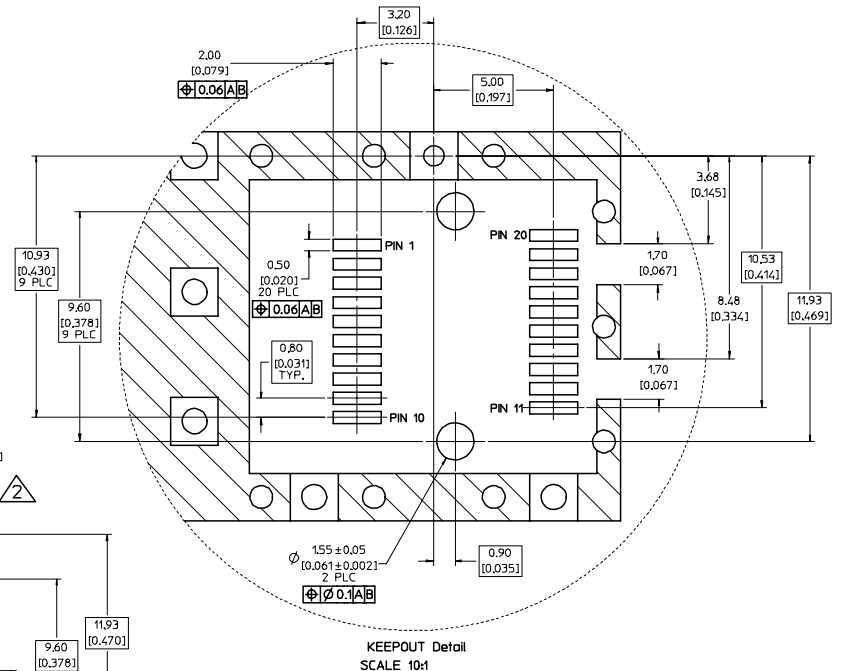 3.20
[0.126]
2.00
[0.079]
⌖ 0.06 A B
5.00
[0.197]
3.68
[0.145]
10.93
[0.430]
9 PLC
PIN 1
PIN 20
0.50
[0.020]
20 PLC
⌖ 0.06 A B
1.70
[0.067]
10.53
[0.414]
9.60
[0.378]
9 PLC
8.48
[0.334]
11.93
[0.469]
0.80
[0.031]
TYP.
1.70
[0.067]
PIN 10
PIN 11
]
2
Ø 1.55±0.05
[0.061±0.002]
2 PLC
⌖ Ø 0.1 A B
0.90
[0.035]
11.93
[0.470]
9.60
[0.378]
KEEPOUT Detail
SCALE 10:1